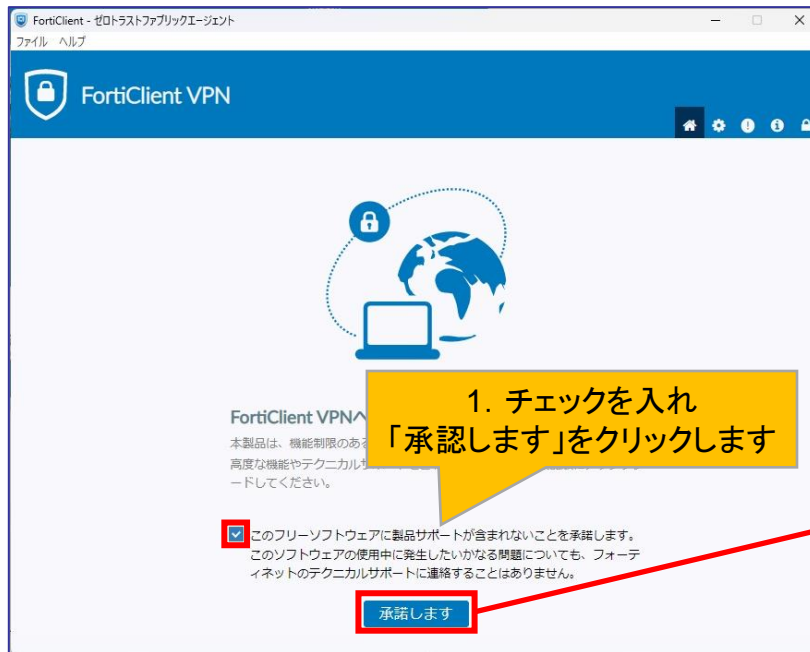 FortiClient - ゼロトラストファブリックエージェント
ファイル ヘルプ
FortiClient VPN
1. チェックを入れ
「承認します」をクリックします
FortiClient VPNへ
本製品は、機能制限のある
高度な機能やテクニカルサ
ードしてください。
このフリーソフトウェアに製品サポートが含まれないことを承諾します。
このソフトウェアの使用中に発生したいかなる問題についても、フォーテ
ィネットのテクニカルサポートに連絡することはありません。
承諾します